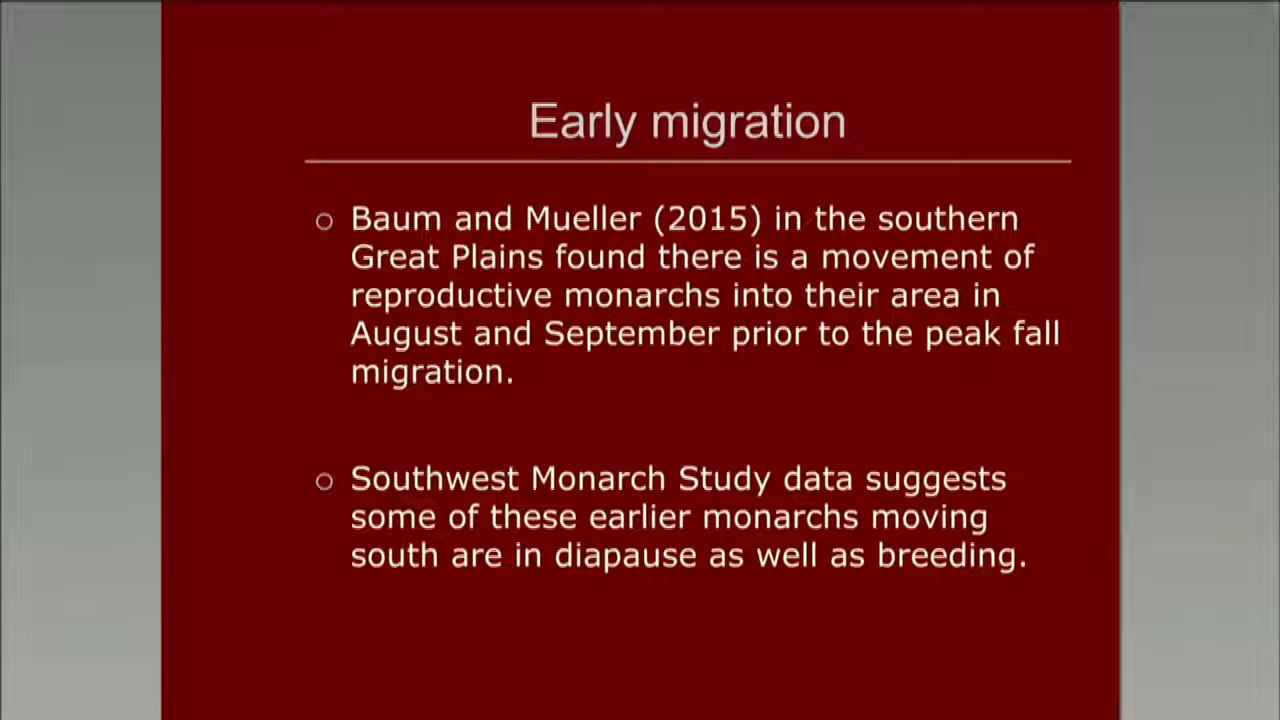 Early migration
Baum and Mueller (2015) in the southern
Great Plains found there is a movement of
reproductive monarchs into their area in
August and September prior to the peak fall
migration.
Southwest Monarch Study data suggests
some of these earlier monarchs moving
south are in diapause as well as breeding.